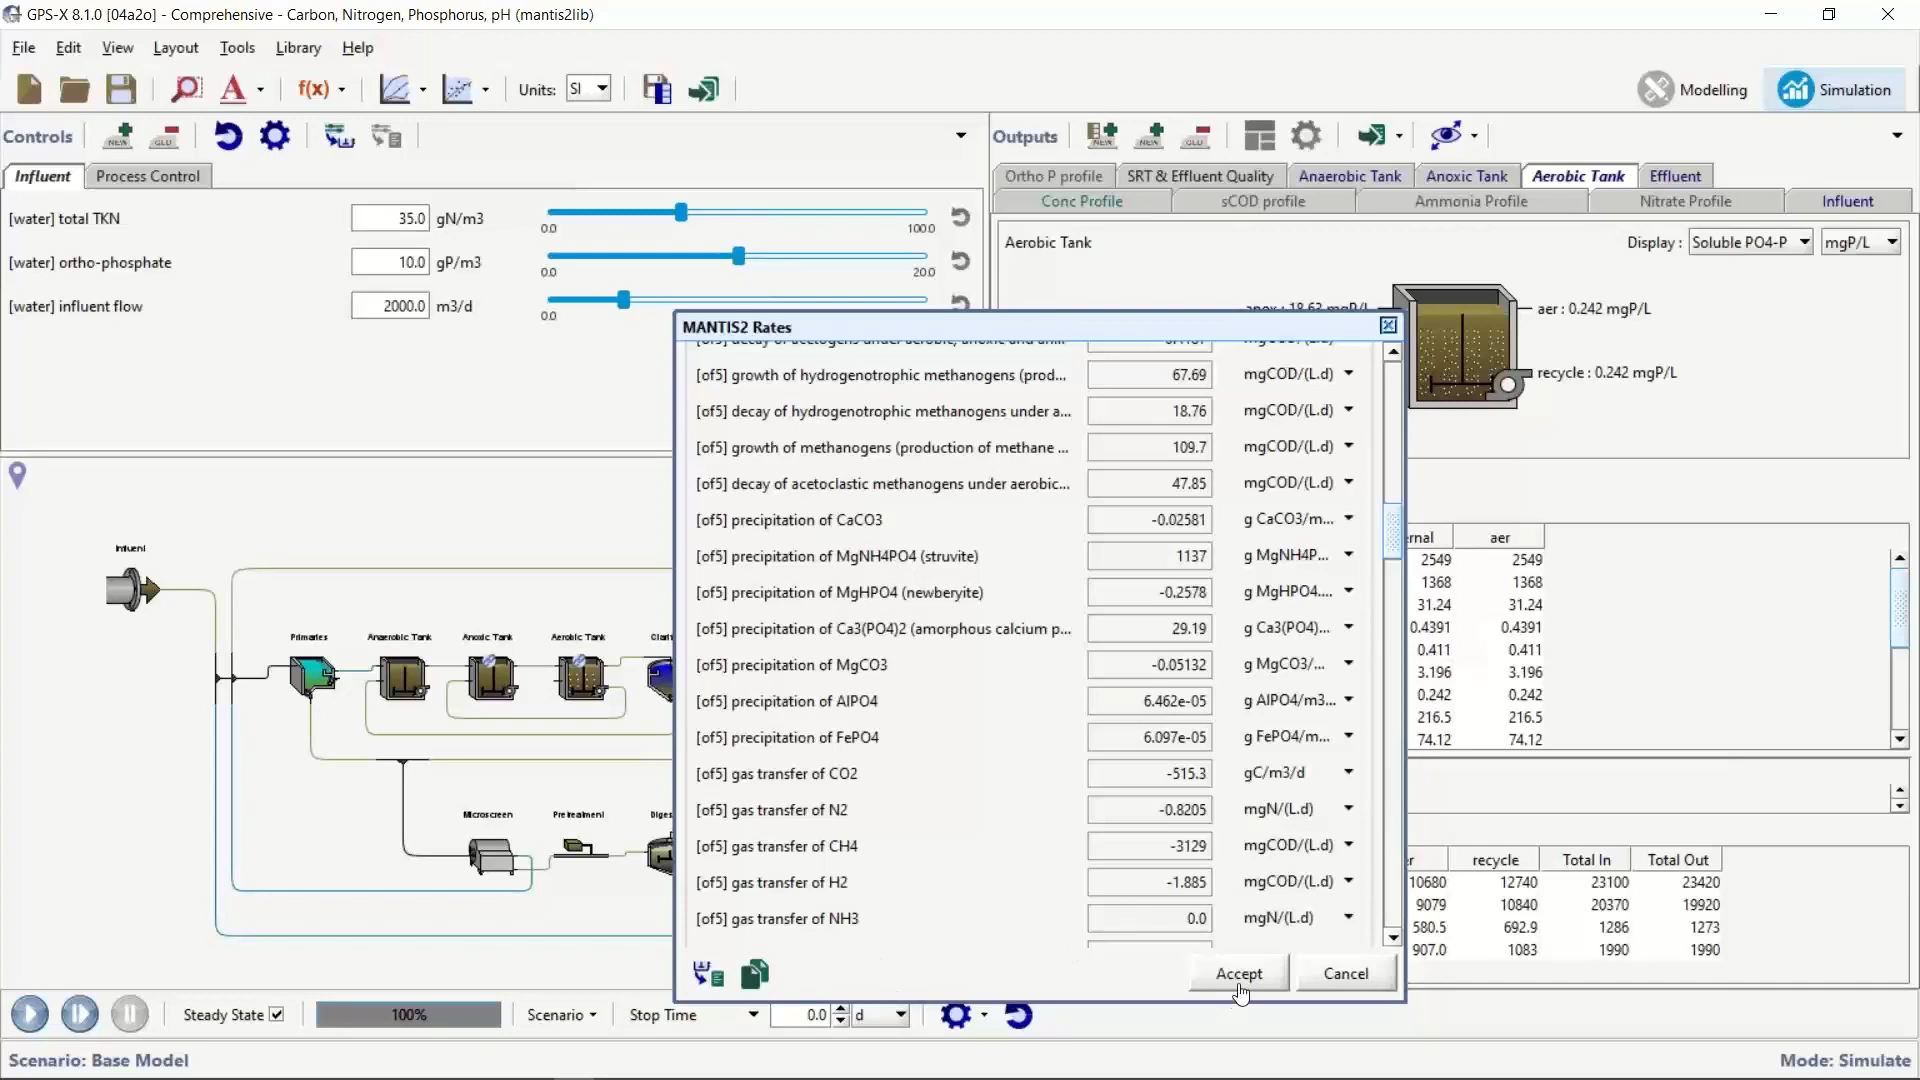 GPS-X 8.1.0 [04a2o] - Comprehensive - Carbon, Nitrogen, Phosphorus, pH (mantis2lib)
File Edit View Layout Tools Library Help
f(x) Units: SI Modelling Simulation
Controls NEW Outputs NEW NEW
Influent Process Control
Ortho P profile SRT & Effluent Quality Anaerobic Tank Anoxic Tank Aerobic Tank Effluent
Conc Profile sCOD profile Ammonia Profile Nitrate Profile Influent
[water] total TKN 35.0 gN/m3 0.0 100.0
[water] ortho-phosphate 10.0 gP/m3 0.0 20.0
[water] influent flow 2000.0 m3/d 0.0
Aerobic Tank Display : Soluble PO4-P mgP/L
aer : 0.242 mgP/L
recycle : 0.242 mgP/L
MANTIS2 Rates
[of5] growth of hydrogenotrophic methanogens (prod... 67.69 mgCOD/(L.d)
[of5] decay of hydrogenotrophic methanogens under a... 18.76 mgCOD/(L.d)
[of5] growth of methanogens (production of methane ... 109.7 mgCOD/(L.d)
[of5] decay of acetoclastic methanogens under aerobic... 47.85 mgCOD/(L.d)
[of5] precipitation of CaCO3 -0.02581 g CaCO3/m...
[of5] precipitation of MgNH4PO4 (struvite) 1137 g MgNH4P...
[of5] precipitation of MgHPO4 (newberyite) -0.2578 g MgHPO4....
[of5] precipitation of Ca3(PO4)2 (amorphous calcium p... 29.19 g Ca3(PO4)...
[of5] precipitation of MgCO3 -0.05132 g MgCO3/...
[of5] precipitation of AlPO4 6.462e-05 g AlPO4/m3...
[of5] precipitation of FePO4 6.097e-05 g FePO4/m...
[of5] gas transfer of CO2 -515.3 gC/m3/d
[of5] gas transfer of N2 -0.8205 mgN/(L.d)
[of5] gas transfer of CH4 -3129 mgCOD/(L.d)
[of5] gas transfer of H2 -1.885 mgCOD/(L.d)
[of5] gas transfer of NH3 0.0 mgN/(L.d)
Accept Cancel
aer
2549 2549
1368 1368
31.24 31.24
0.4391 0.4391
0.411 0.411
3.196 3.196
0.242 0.242
216.5 216.5
74.12 74.12
recycle Total In Total Out
10680 12740 23100 23420
9079 10840 20370 19920
580.5 692.9 1286 1273
907.0 1083 1990 1990
Influent
Primaries Anaerobic Tank Anoxic Tank Aerobic Tank
Microscreen Pretreatment
Steady State 100% Scenario Stop Time 0.0 d
Scenario: Base Model Mode: Simulate